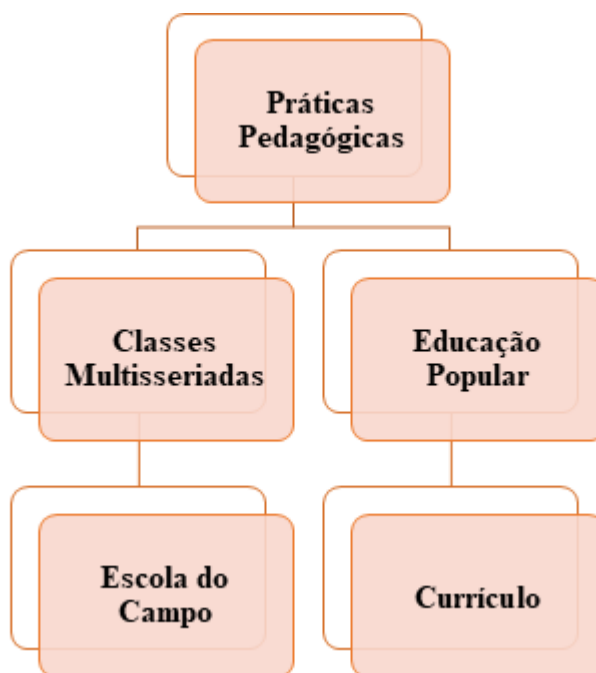 Práticas
Pedagógicas
Classes
Multisseriadas
Educação
Popular
Escola do
Campo
Currículo